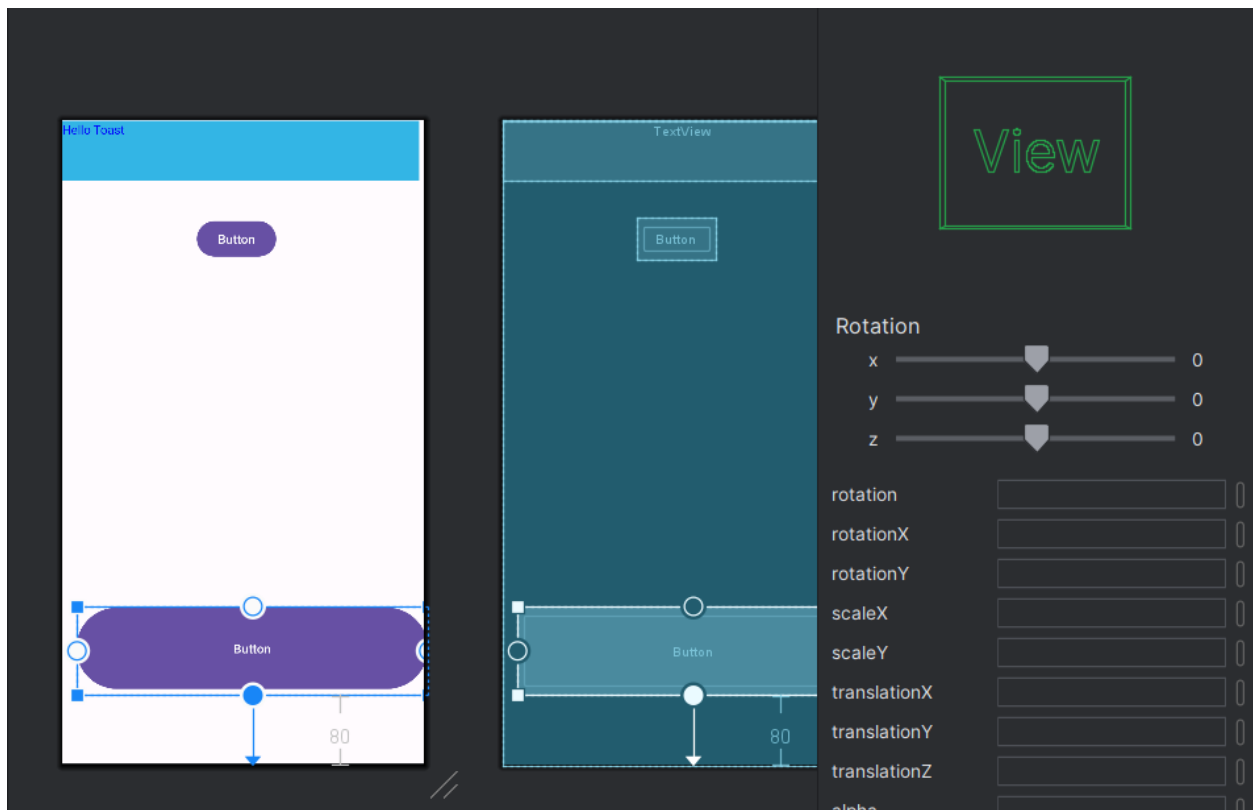 Hello Toast
Button
Button
80
TextView
Button
Button
80
View
Rotation
x 0
y 0
z 0
rotation
rotationX
rotationY
scaleX
scaleY
translationX
translationY
translationZ
alpha